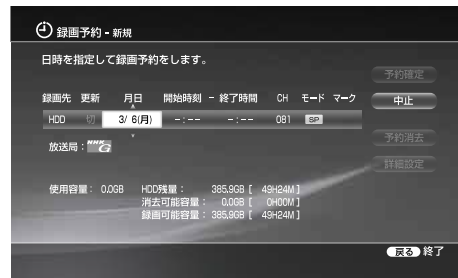 録画予約 - 新規
日時を指定して録画予約をします。
予約確定
録画先 更新 月日 開始時刻 - 終了時間 CH モード マーク
中止
HDD 切 3/ 6(月) -:-- -:-- 081 SP
予約消去
放送局: NHK G
詳細設定
使用容量: 0.0GB HDD残量: 385.9GB [ 49H24M ]
消去可能容量: 0.0GB [ 0H00M ]
録画可能容量: 385.9GB [ 49H24M ]
戻る 終了